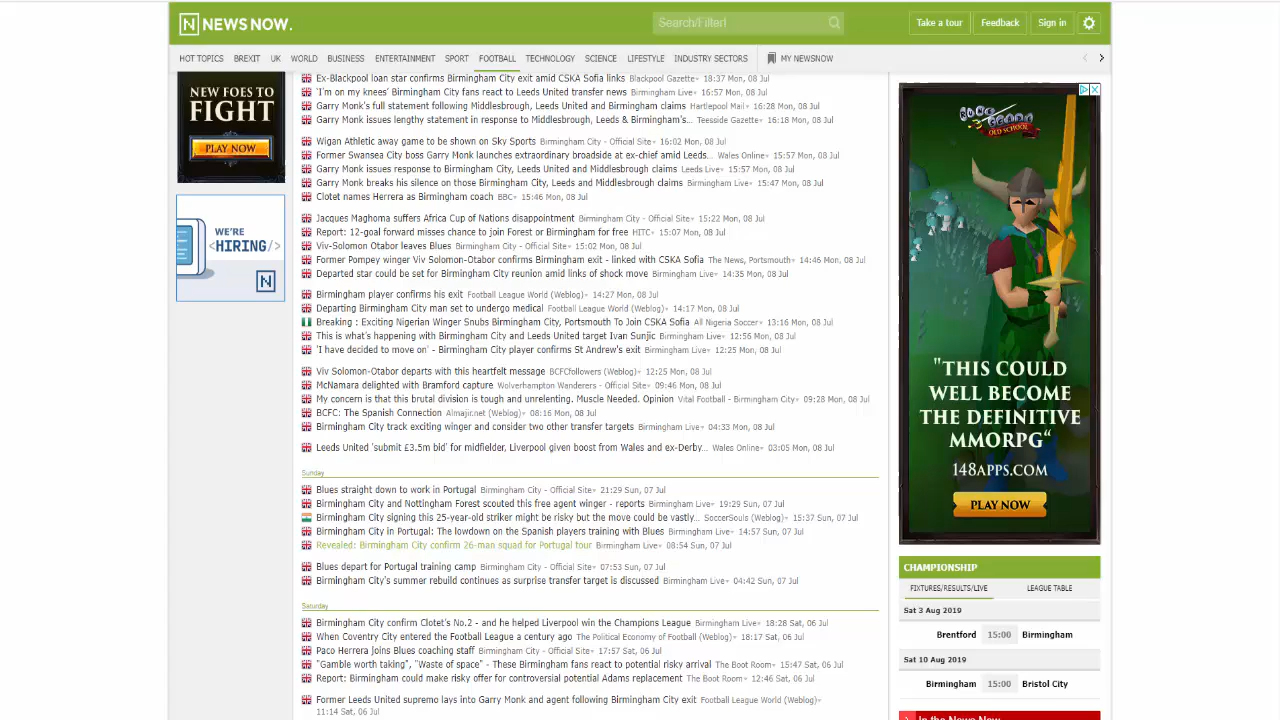 N NEWS NOW.
Search/Filter!
Take a tour
Feedback
Sign in
HOT TOPICS
BREXIT
UK
WORLD
BUSINESS
ENTERTAINMENT
SPORT
FOOTBALL
TECHNOLOGY
SCIENCE
LIFESTYLE
INDUSTRY SECTORS
MY NEWSNOW
NEW FOES TO
FIGHT
PLAY NOW
WE'RE
<HIRING/>
N
Ex-Blackpool loan star confirms Birmingham City exit amid CSKA Sofia links Blackpool Gazette 18:37 Mon, 08 Jul
'I'm on my knees' Birmingham City fans react to Leeds United transfer news Birmingham Live 16:57 Mon, 08 Jul
Garry Monk's full statement following Middlesbrough, Leeds United and Birmingham claims Hartlepool Mail 16:28 Mon, 08 Jul
Garry Monk issues lengthy statement in response to Middlesbrough, Leeds & Birmingham's... Teesside Gazette 16:18 Mon, 08 Jul
Wigan Athletic away game to be shown on Sky Sports Birmingham City - Official Site 16:02 Mon, 08 Jul
Former Swansea City boss Garry Monk launches extraordinary broadside at ex-chief amid Leeds... Wales Online 15:57 Mon, 08 Jul
Garry Monk issues response to Birmingham City, Leeds United and Middlesbrough claims Leeds Live 15:57 Mon, 08 Jul
Garry Monk breaks his silence on those Birmingham City, Leeds and Middlesbrough claims Birmingham Live 15:47 Mon, 08 Jul
Clotet names Herrera as Birmingham coach BBC 15:46 Mon, 08 Jul
Jacques Maghoma suffers Africa Cup of Nations disappointment Birmingham City - Official Site 15:22 Mon, 08 Jul
Report: 12-goal forward misses chance to join Forest or Birmingham for free HITC 15:07 Mon, 08 Jul
Viv-Solomon Otabor leaves Blues Birmingham City - Official Site 15:02 Mon, 08 Jul
Former Pompey winger Viv Solomon-Otabor confirms Birmingham exit - linked with CSKA Sofia The News, Portsmouth 14:46 Mon, 08 Jul
Departed star could be set for Birmingham City reunion amid links of shock move Birmingham Live 14:35 Mon, 08 Jul
Birmingham player confirms his exit Football League World (Weblog) 14:27 Mon, 08 Jul
Departing Birmingham City man set to undergo medical Football League World (Weblog) 14:17 Mon, 08 Jul
Breaking : Exciting Nigerian Winger Snubs Birmingham City, Portsmouth To Join CSKA Sofia All Nigeria Soccer 13:16 Mon, 08 Jul
This is what's happening with Birmingham City and Leeds United target Ivan Sunjic Birmingham Live 12:56 Mon, 08 Jul
'I have decided to move on' - Birmingham City player confirms St Andrew's exit Birmingham Live 12:25 Mon, 08 Jul
Viv Solomon-Otabor departs with this heartfelt message BCFCfollowers (Weblog) 12:25 Mon, 08 Jul
McNamara delighted with Bramford capture Wolverhampton Wanderers - Official Site 09:46 Mon, 08 Jul
My concern is that this brutal division is tough and unrelenting. Muscle Needed. Opinion Vital Football - Birmingham City 09:28 Mon, 08 Jul
BCFC: The Spanish Connection Almajir.net (Weblog) 08:16 Mon, 08 Jul
Birmingham City track exciting winger and consider two other transfer targets Birmingham Live 04:33 Mon, 08 Jul
Leeds United 'submit £3.5m bid' for midfielder, Liverpool given boost from Wales and ex-Derby... Wales Online 03:05 Mon, 08 Jul
Sunday
Blues straight down to work in Portugal Birmingham City - Official Site 21:29 Sun, 07 Jul
Birmingham City and Nottingham Forest scouted this free agent winger - reports Birmingham Live 19:29 Sun, 07 Jul
Birmingham City signing this 25-year-old striker might be risky but the move could be vastly... SoccerSouls (Weblog) 15:37 Sun, 07 Jul
Birmingham City in Portugal: The lowdown on the Spanish players training with Blues Birmingham Live 14:57 Sun, 07 Jul
Revealed: Birmingham City confirm 26-man squad for Portugal tour Birmingham Live 08:54 Sun, 07 Jul
Blues depart for Portugal training camp Birmingham City - Official Site 07:53 Sun, 07 Jul
Birmingham City's summer rebuild continues as surprise transfer target is discussed Birmingham Live 04:42 Sun, 07 Jul
Saturday
Birmingham City confirm Clotet's No.2 - and he helped Liverpool win the Champions League Birmingham Live 18:28 Sat, 06 Jul
When Coventry City entered the Football League a century ago The Political Economy of Football (Weblog) 18:17 Sat, 06 Jul
Paco Herrera joins Blues coaching staff Birmingham City - Official Site 17:57 Sat, 06 Jul
"Gamble worth taking", "Waste of space" - These Birmingham fans react to potential risky arrival The Boot Room 15:47 Sat, 06 Jul
Report: Birmingham could make risky offer for controversial potential Adams replacement The Boot Room 12:46 Sat, 06 Jul
Former Leeds United supremo lays into Garry Monk and agent following Birmingham City exit Football League World (Weblog)
11:14 Sat, 06 Jul
RUNE SCAPE
OLD SCHOOL
"THIS COULD
WELL BECOME
THE DEFINITIVE
MMORPG"
148APPS.COM
PLAY NOW
CHAMPIONSHIP
FIXTURES/RESULTS/LIVE
LEAGUE TABLE
Sat 3 Aug 2019
Brentford 15:00 Birmingham
Sat 10 Aug 2019
Birmingham 15:00 Bristol City
In the News Now